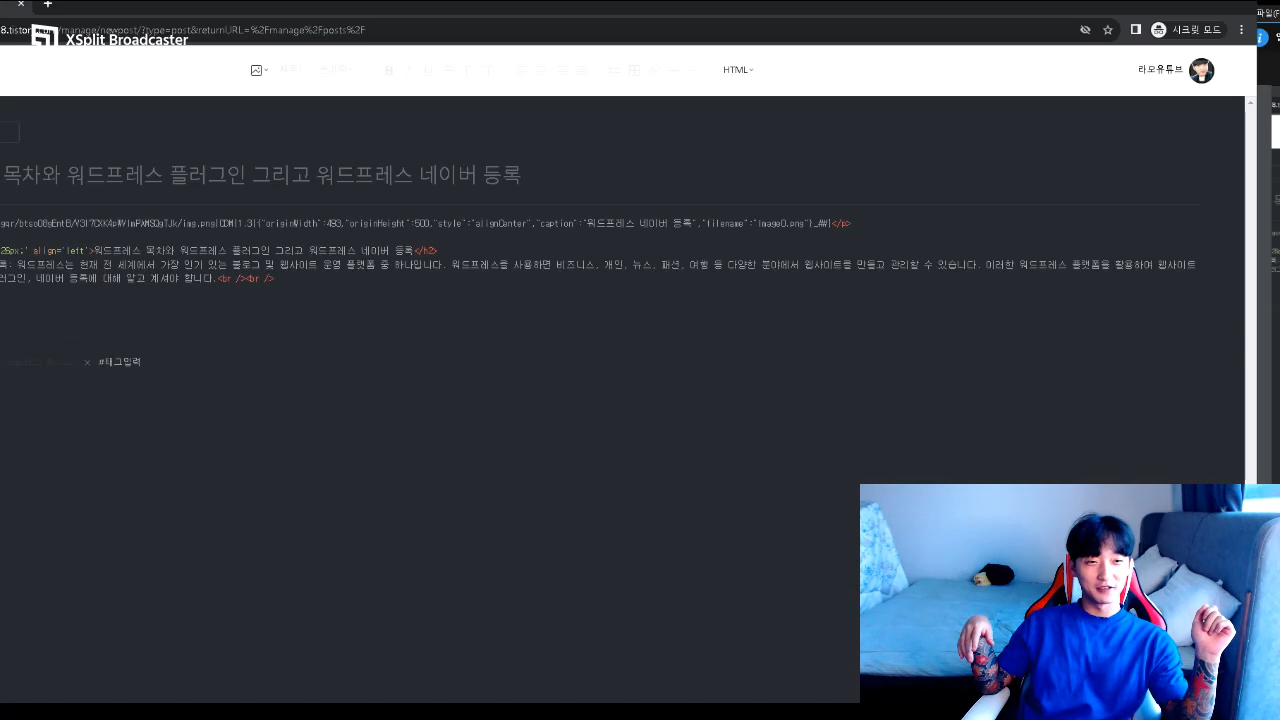 파일(F
8.tistory.com/manage/newpost/?type=post&returnURL=%2Fmanage%2Fposts%2F
시크릿 모드
XSplit Broadcaster
HTML
라모유튜브
목차와 워드프레스 플러그인 그리고 워드프레스 네이버 등록
"originWidth":493,"originHeight":500,"style":"alignCenter","caption":"워드프레스 네이버 등록","filename":"image0.png"}_##]</p>
26px;' align='left'>워드프레스 목차와 워드프레스 플러그인 그리고 워드프레스 네이버 등록</h2>
록: 워드프레스는 현재 전 세계에서 가장 인기 있는 블로그 및 웹사이트 운영 플랫폼 중 하나입니다. 워드프레스를 사용하면 비즈니스, 개인, 뉴스, 패션, 여행 등 다양한 분야에서 웹사이트를 만들고 관리할 수 있습니다. 이러한 워드프레스 플랫폼을 활용하여 웹사이트
러그인, 네이버 등록에 대해 알고 계셔야 합니다.<br /><br />
#태그입력